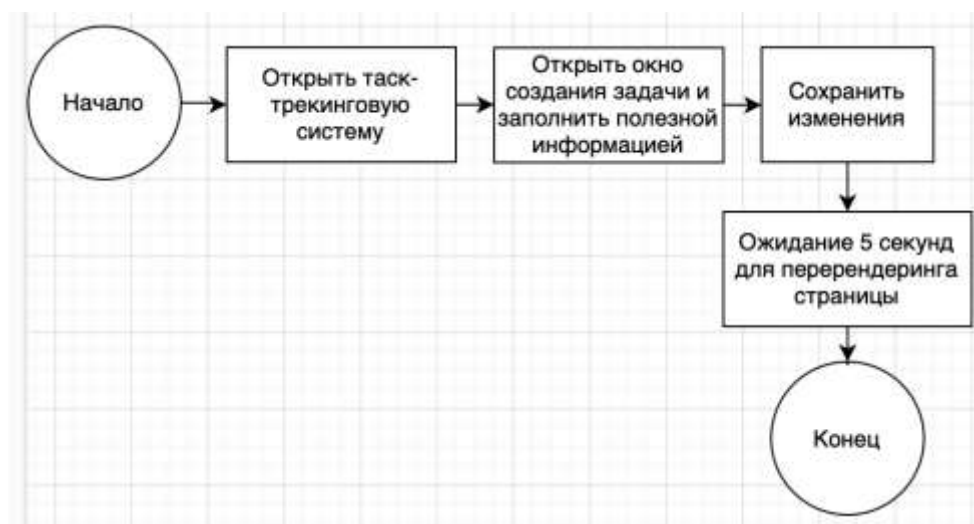 Начало
Открыть таск-
трекинговую
систему
Открыть окно
создания задачи и
заполнить полезной
информацией
Сохранить
изменения
Ожидание 5 секунд
для перерендеринга
страницы
Конец